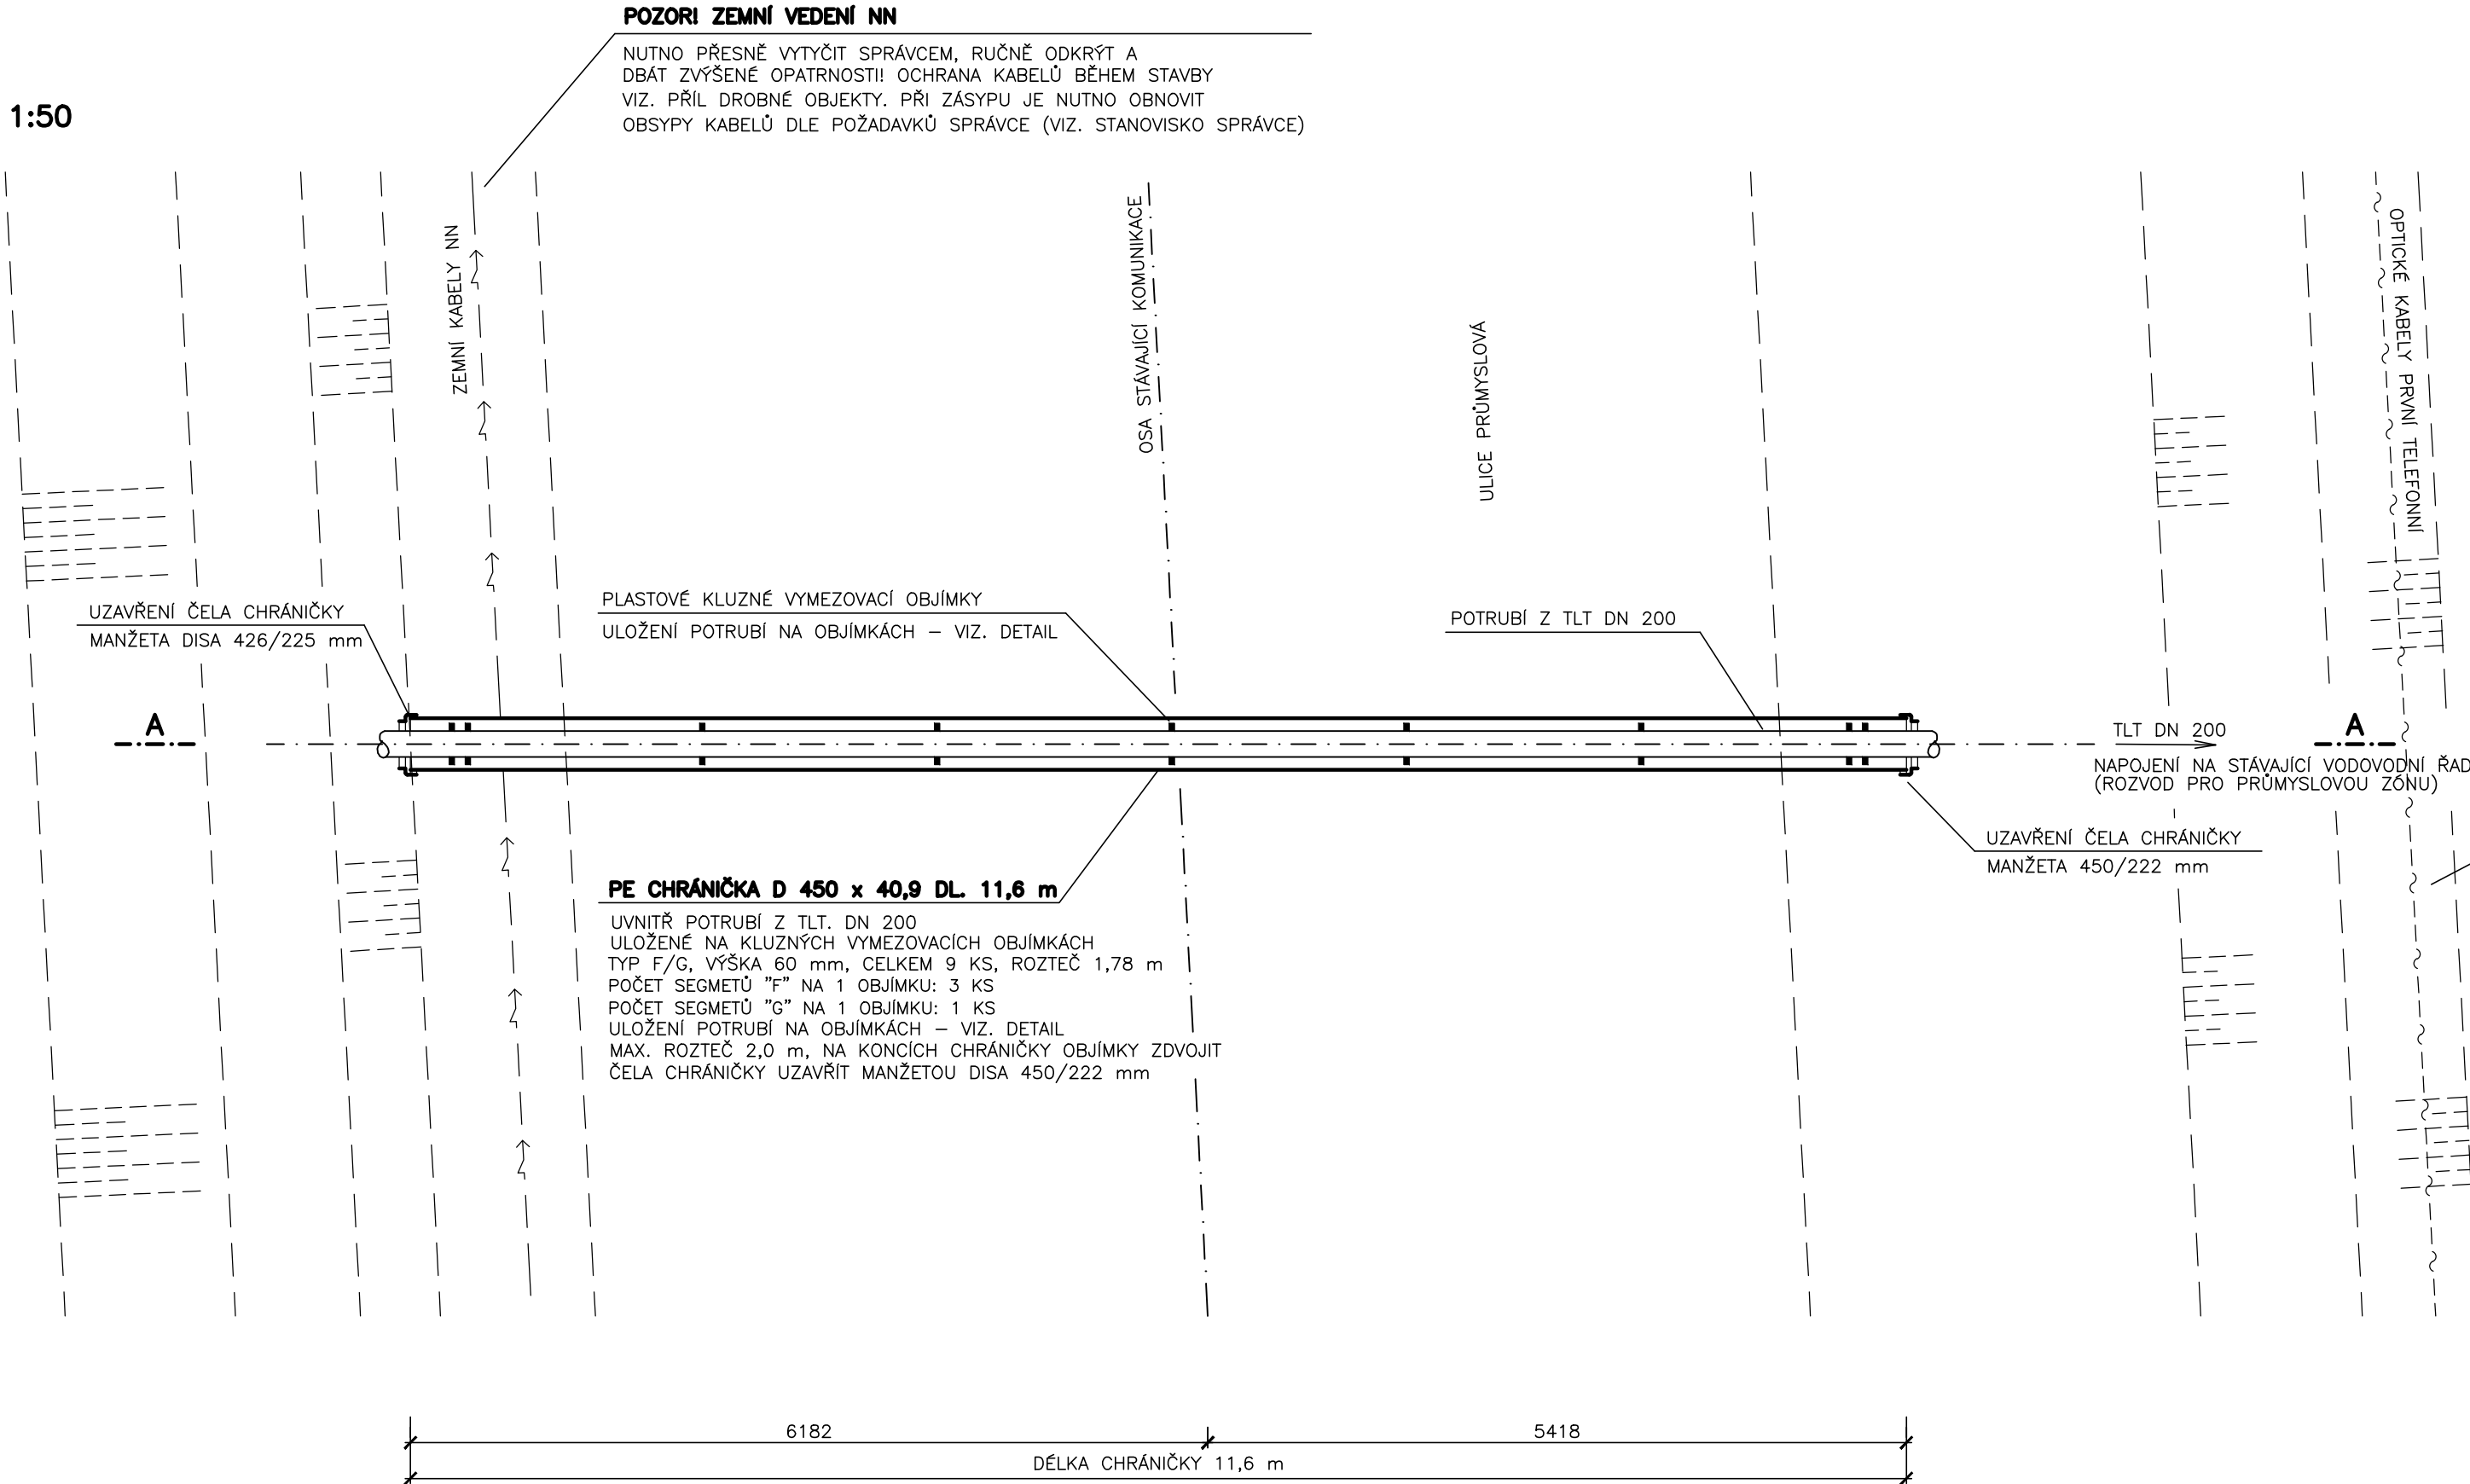 POZOR! ZEMNÍ VEDENÍ NN
NUTNO PŘESNĚ VYTYČIT SPRÁVCEM, RUČNĚ ODKRÝT A
DBÁT ZVÝŠENÉ OPATRNOSTI! OCHRANA KABELŮ BĚHEM STAVBY
VIZ. PŘÍL DROBNÉ OBJEKTY. PŘI ZÁSYPU JE NUTNO OBNOVIT
OBSYPY KABELŮ DLE POŽADAVKŮ SPRÁVCE (VIZ. STANOVISKO SPRÁVCE)
1:50
ZEMNÍ KABELY NN
OSA STÁVAJÍCÍ KOMUNIKACE
ULICE PRŮMYSLOVÁ
OPTICKÉ KABELY PRVNÍ TELEFONNÍ
UZAVŘENÍ ČELA CHRÁNIČKY
MANŽETA DISA 426/225 mm
PLASTOVÉ KLUZNÉ VYMEZOVACÍ OBJÍMKY
ULOŽENÍ POTRUBÍ NA OBJÍMKÁCH – VIZ. DETAIL
POTRUBÍ Z TLT DN 200
A
A
TLT DN 200
NAPOJENÍ NA STÁVAJÍCÍ VODOVODNÍ ŘAD
(ROZVOD PRO PRŮMYSLOVOU ZÓNU)
UZAVŘENÍ ČELA CHRÁNIČKY
MANŽETA 450/222 mm
PE CHRÁNIČKA D 450 x 40,9 DL. 11,6 m
UVNITŘ POTRUBÍ Z TLT. DN 200
ULOŽENÉ NA KLUZNÝCH VYMEZOVACÍCH OBJÍMKÁCH
TYP F/G, VÝŠKA 60 mm, CELKEM 9 KS, ROZTEČ 1,78 m
POČET SEGMETŮ "F" NA 1 OBJÍMKU: 3 KS
POČET SEGMETŮ "G" NA 1 OBJÍMKU: 1 KS
ULOŽENÍ POTRUBÍ NA OBJÍMKÁCH – VIZ. DETAIL
MAX. ROZTEČ 2,0 m, NA KONCÍCH CHRÁNIČKY OBJÍMKY ZDVOJIT
ČELA CHRÁNIČKY UZAVŘÍT MANŽETOU DISA 450/222 mm
6182
5418
DÉLKA CHRÁNIČKY 11,6 m